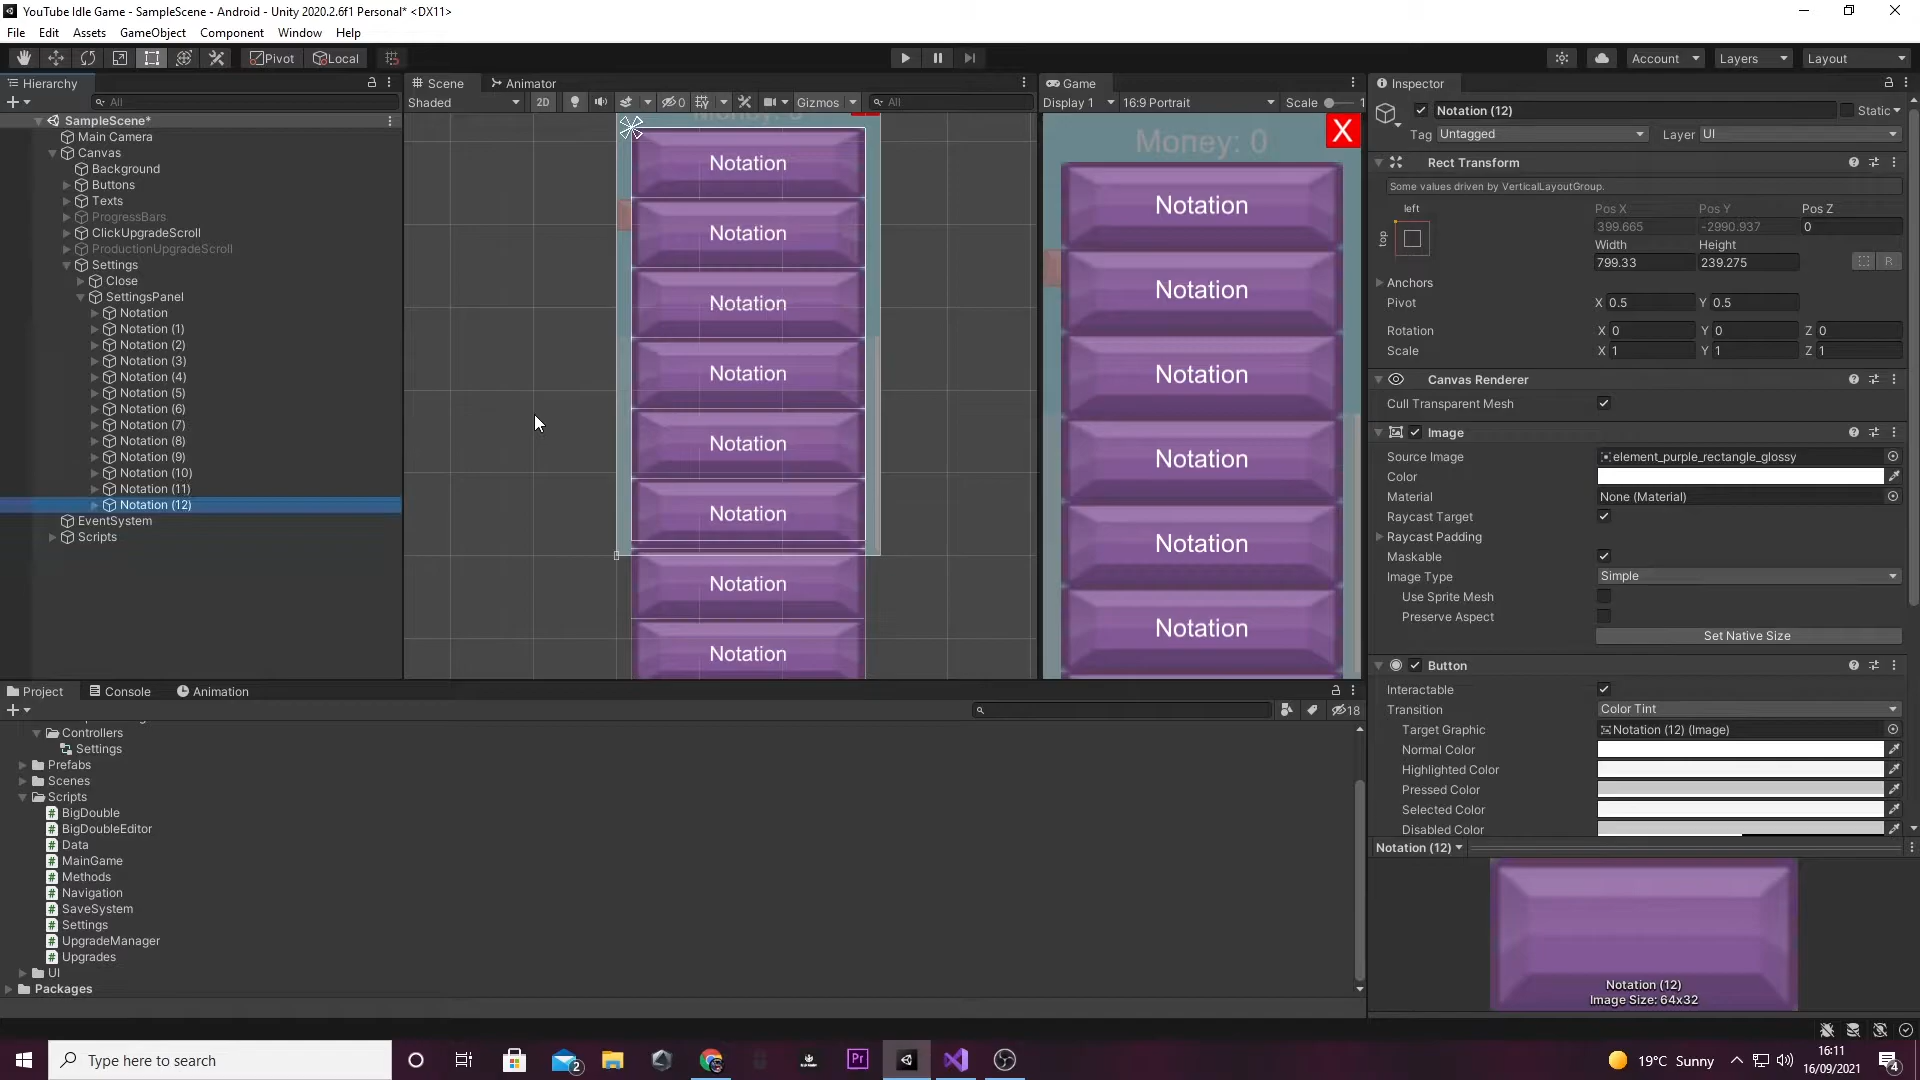 YouTube Idle Game - SampleScene - Android - Unity 2020.2.6f1 Personal* <DX11>
File Edit Assets GameObject Component Window Help
Pivot Local Account Layers Layout
Hierarchy
All
SampleScene*
Main Camera
Canvas
Background
Buttons
Texts
ProgressBars
ClickUpgradeScroll
ProductionUpgradeScroll
Settings
Close
SettingsPanel
Notation
Notation (1)
Notation (2)
Notation (3)
Notation (4)
Notation (5)
Notation (6)
Notation (7)
Notation (8)
Notation (9)
Notation (10)
Notation (11)
Notation (12)
EventSystem
Scripts
Scene Animator
Shaded 2D 0 Gizmos All
Money: 0
Notation
Notation
Notation
Notation
Notation
Notation
Notation
Notation
Game
Display 1 16:9 Portrait Scale 1
Money: 0 X
Notation
Notation
Notation
Notation
Notation
Notation
Inspector
Notation (12) Static
Tag Untagged Layer UI
Rect Transform
Some values driven by VerticalLayoutGroup.
left Pos X Pos Y Pos Z
top 399.665 -2990.937 0
Width Height
799.33 239.275 R
Anchors
Pivot X 0.5 Y 0.5
Rotation X 0 Y 0 Z 0
Scale X 1 Y 1 Z 1
Canvas Renderer
Cull Transparent Mesh
Image
Source Image element_purple_rectangle_glossy
Color
Material None (Material)
Raycast Target
Raycast Padding
Maskable
Image Type Simple
Use Sprite Mesh
Preserve Aspect
Set Native Size
Button
Interactable
Transition Color Tint
Target Graphic Notation (12) (Image)
Normal Color
Highlighted Color
Pressed Color
Selected Color
Disabled Color
Notation (12)
Notation (12)
Image Size: 64x32
Project Console Animation
18
Controllers
Settings
Prefabs
Scenes
Scripts
BigDouble
BigDoubleEditor
Data
MainGame
Methods
Navigation
SaveSystem
Settings
UpgradeManager
Upgrades
UI
Packages
Type here to search
2
Pr
19°C Sunny
16:11
16/09/2021
4